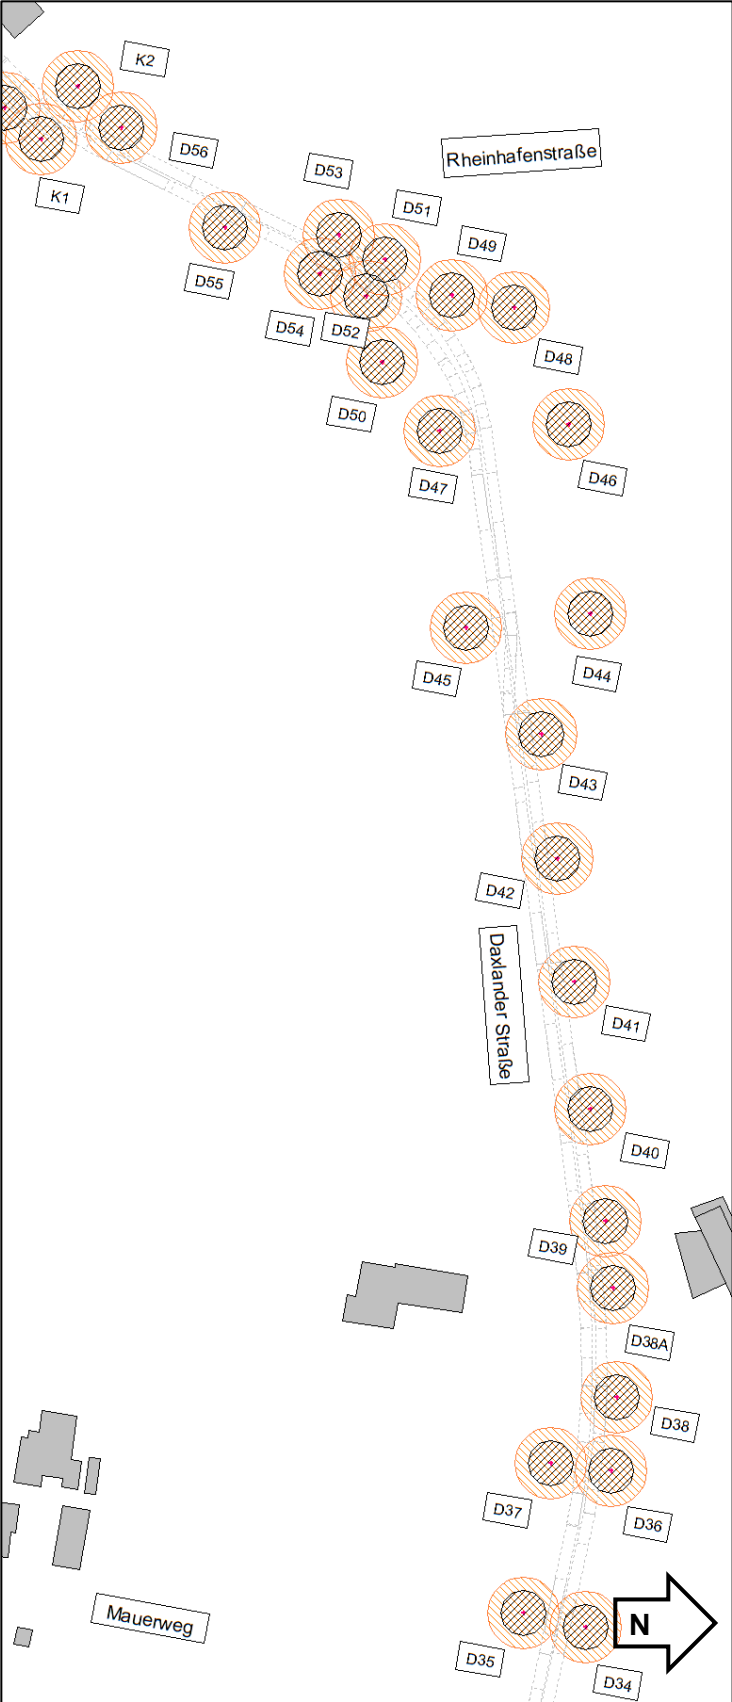 K2
D56
Rheinhafenstraße
D53
K1
D51
D49
D55
D54
D52
D48
D50
D46
D47
D44
D45
D43
D42
Daxlander Straße
D41
D40
D39
D38A
D38
D37
D36
Mauerweg
N
D35
D34